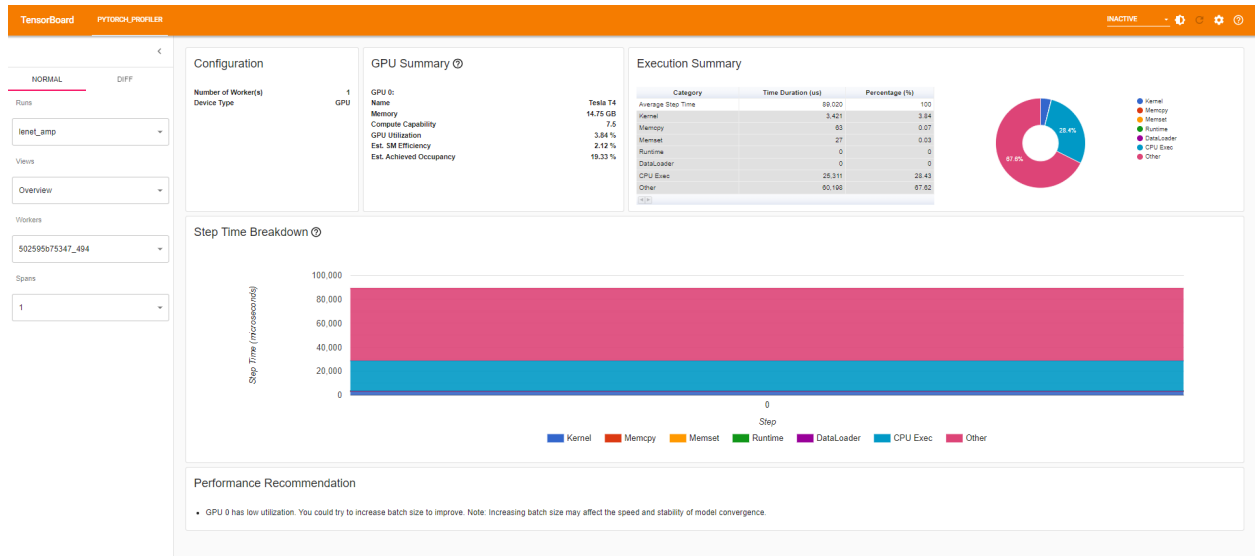 TensorBoard PYTORCH_PROFILER INACTIVE
NORMAL DIFF
Runs
lenet_amp
Views
Overview
Workers
502595b75347_494
Spans
1
Configuration
Number of Worker(s) 1
Device Type GPU
GPU Summary
GPU 0:
Name Tesla T4
Memory 14.75 GB
Compute Capability 7.5
GPU Utilization 3.84 %
Est. SM Efficiency 2.12 %
Est. Achieved Occupancy 19.33 %
Execution Summary
Category Time Duration (us) Percentage (%)
Average Step Time 89,020 100
Kernel 3,421 3.84
Memcpy 63 0.07
Memset 27 0.03
Runtime 0 0
DataLoader 0 0
CPU Exec 25,311 28.43
Other 60,198 67.62
28.4%
67.6%
Kernel
Memcpy
Memset
Runtime
DataLoader
CPU Exec
Other
Step Time Breakdown
Step Time (microseconds)
100,000
80,000
60,000
40,000
20,000
0
0
Step
Kernel Memcpy Memset Runtime DataLoader CPU Exec Other
Performance Recommendation
• GPU 0 has low utilization. You could try to increase batch size to improve. Note: Increasing batch size may affect the speed and stability of model convergence.